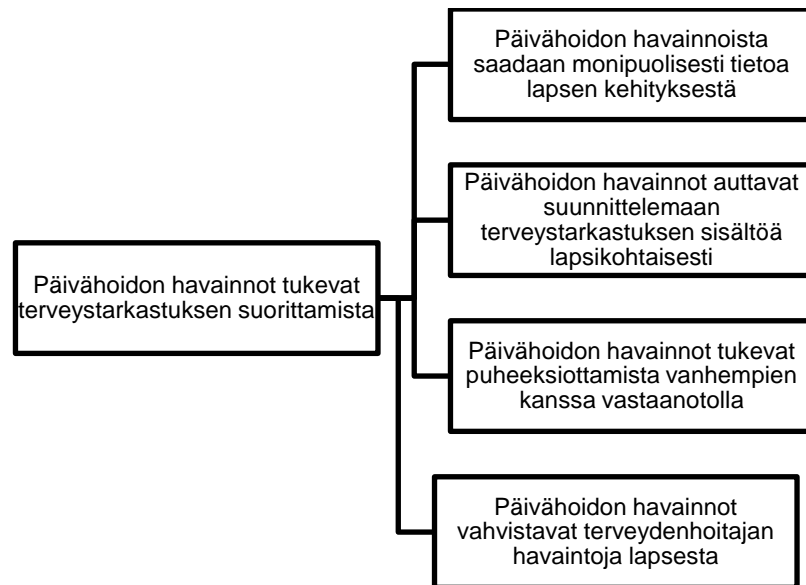 Päivähoidon havainnoista
saadaan monipuolisesti tietoa
lapsen kehityksestä
Päivähoidon havainnot auttavat
suunnittelemaan
terveystarkastuksen sisältöä
lapsikohtaisesti
Päivähoidon havainnot tukevat
terveystarkastuksen suorittamista
Päivähoidon havainnot tukevat
puheeksiottamista vanhempien
kanssa vastaanotolla
Päivähoidon havainnot
vahvistavat terveydenhoitajan
havaintoja lapsesta